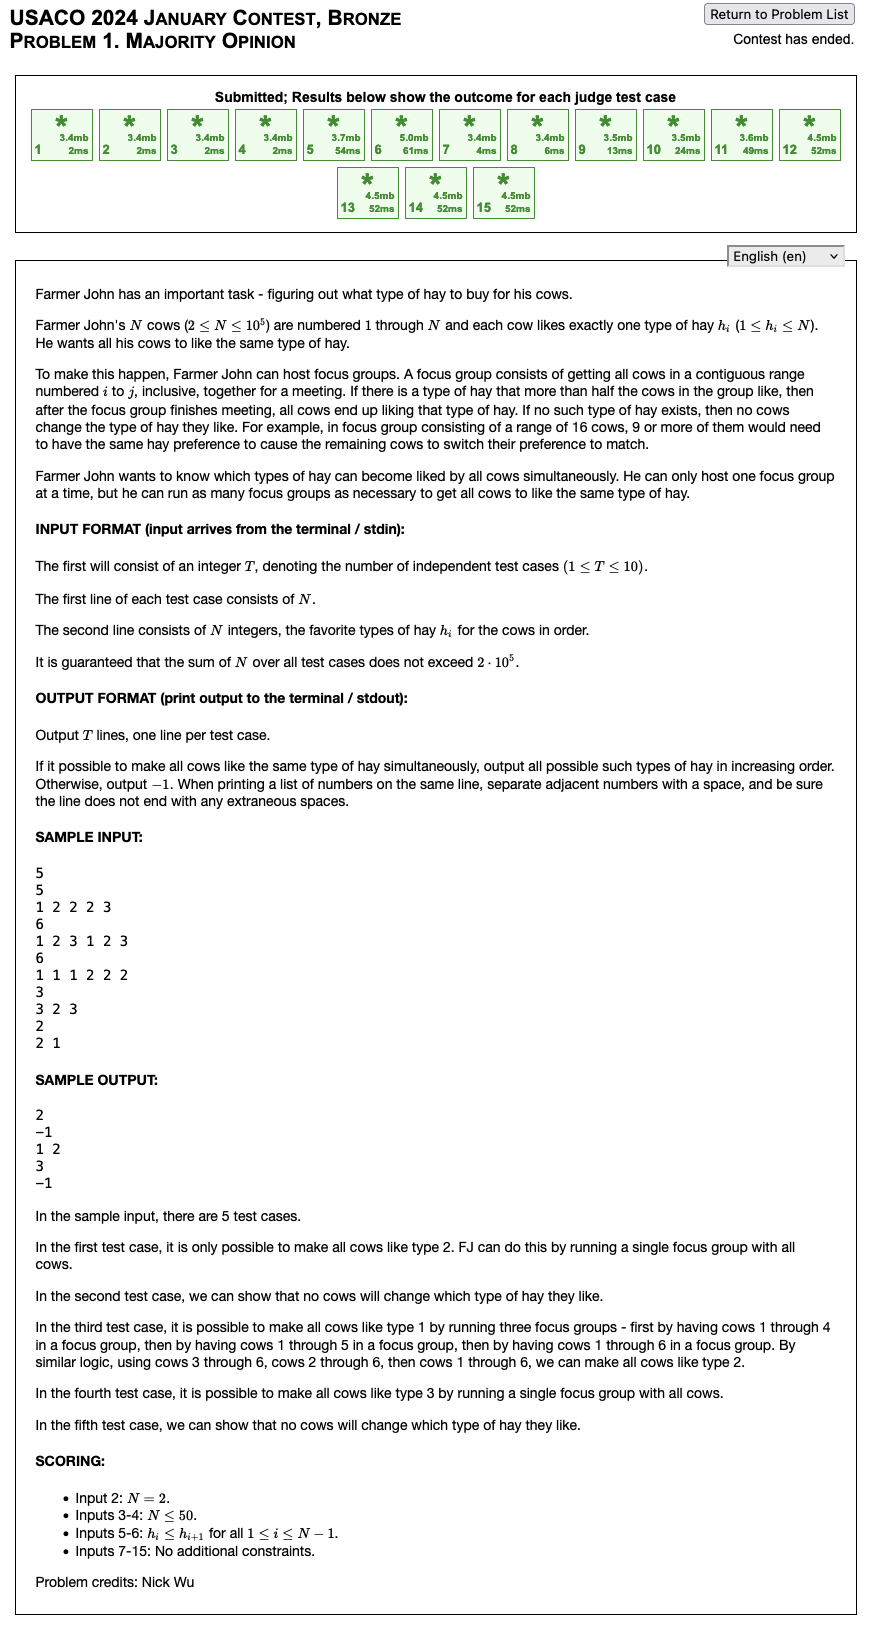 USACO 2024 JANUARY CONTEST, BRONZE
PROBLEM 1. MAJORITY OPINION
Return to Problem List
Contest has ended.
Submitted; Results below show the outcome for each judge test case
* 3.4mb 1 2ms
* 3.4mb 2 2ms
* 3.4mb 3 2ms
* 3.4mb 4 2ms
* 3.7mb 5 54ms
* 5.0mb 6 61ms
* 3.4mb 7 4ms
* 3.4mb 8 6ms
* 3.5mb 9 13ms
* 3.5mb 10 24ms
* 3.6mb 11 49ms
* 4.5mb 12 52ms
* 4.5mb 13 52ms
* 4.5mb 14 52ms
* 4.5mb 15 52ms
English (en)
Farmer John has an important task - figuring out what type of hay to buy for his cows.
Farmer John's N cows (2 ≤ N ≤ 10⁵) are numbered 1 through N and each cow likes exactly one type of hay hᵢ (1 ≤ hᵢ ≤ N).
He wants all his cows to like the same type of hay.
To make this happen, Farmer John can host focus groups. A focus group consists of getting all cows in a contiguous range
numbered i to j, inclusive, together for a meeting. If there is a type of hay that more than half the cows in the group like, then
after the focus group finishes meeting, all cows end up liking that type of hay. If no such type of hay exists, then no cows
change the type of hay they like. For example, in focus group consisting of a range of 16 cows, 9 or more of them would need
to have the same hay preference to cause the remaining cows to switch their preference to match.
Farmer John wants to know which types of hay can become liked by all cows simultaneously. He can only host one focus group
at a time, but he can run as many focus groups as necessary to get all cows to like the same type of hay.
INPUT FORMAT (input arrives from the terminal / stdin):
The first will consist of an integer T, denoting the number of independent test cases (1 ≤ T ≤ 10).
The first line of each test case consists of N.
The second line consists of N integers, the favorite types of hay hᵢ for the cows in order.
It is guaranteed that the sum of N over all test cases does not exceed 2 · 10⁵.
OUTPUT FORMAT (print output to the terminal / stdout):
Output T lines, one line per test case.
If it possible to make all cows like the same type of hay simultaneously, output all possible such types of hay in increasing order.
Otherwise, output −1. When printing a list of numbers on the same line, separate adjacent numbers with a space, and be sure
the line does not end with any extraneous spaces.
SAMPLE INPUT:
5
5
1 2 2 2 3
6
1 2 3 1 2 3
6
1 1 1 2 2 2
3
3 2 3
2
2 1
SAMPLE OUTPUT:
2
-1
1 2
3
-1
In the sample input, there are 5 test cases.
In the first test case, it is only possible to make all cows like type 2. FJ can do this by running a single focus group with all
cows.
In the second test case, we can show that no cows will change which type of hay they like.
In the third test case, it is possible to make all cows like type 1 by running three focus groups - first by having cows 1 through 4
in a focus group, then by having cows 1 through 5 in a focus group, then by having cows 1 through 6 in a focus group. By
similar logic, using cows 3 through 6, cows 2 through 6, then cows 1 through 6, we can make all cows like type 2.
In the fourth test case, it is possible to make all cows like type 3 by running a single focus group with all cows.
In the fifth test case, we can show that no cows will change which type of hay they like.
SCORING:
• Input 2: N = 2.
• Inputs 3-4: N ≤ 50.
• Inputs 5-6: hᵢ ≤ hᵢ₊₁ for all 1 ≤ i ≤ N − 1.
• Inputs 7-15: No additional constraints.
Problem credits: Nick Wu